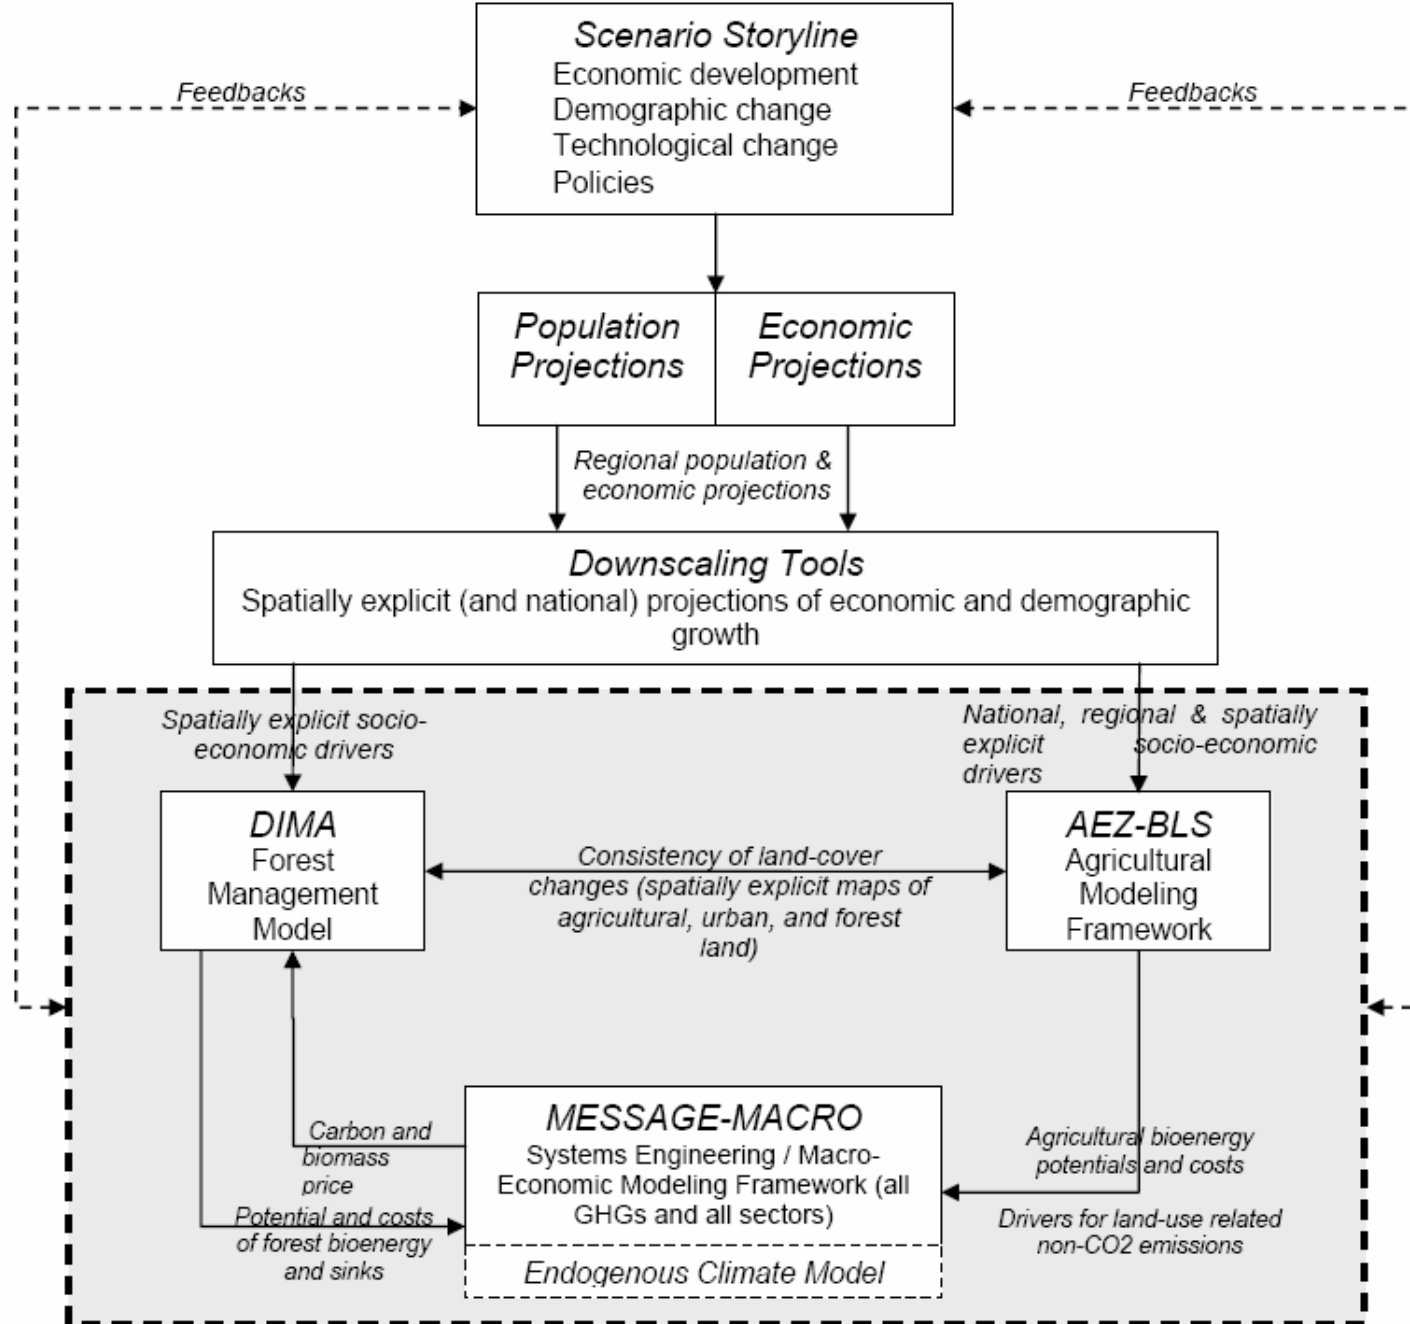 Scenario Storyline
Economic development
Demographic change
Technological change
Policies
Feedbacks
Feedbacks
Population
Projections
Economic
Projections
Regional population &
economic projections
Downscaling Tools
Spatially explicit (and national) projections of economic and demographic
growth
Spatially explicit socio-
economic drivers
National, regional & spatially
explicit socio-economic
drivers
DIMA
Forest
Management
Model
Consistency of land-cover
changes (spatially explicit maps of
agricultural, urban, and forest
land)
AEZ-BLS
Agricultural
Modeling
Framework
Carbon and
biomass
price
Potential and costs
of forest bioenergy
and sinks
MESSAGE-MACRO
Systems Engineering / Macro-
Economic Modeling Framework (all
GHGs and all sectors)
Endogenous Climate Model
Agricultural bioenergy
potentials and costs
Drivers for land-use related
non-CO2 emissions